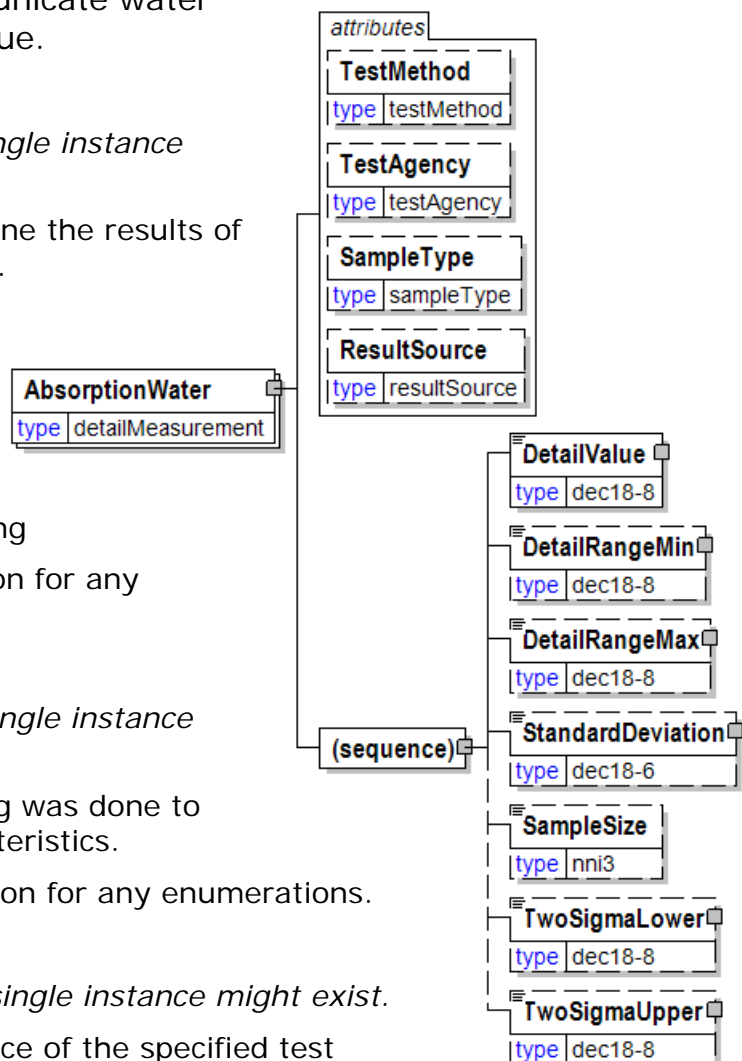 unicate water
ue.
ngle instance
ne the results of
.
ng
on for any
ngle instance
g was done to
teristics.
on for any enumerations.
single instance might exist.
ce of the specified test
AbsorptionWater
type detailMeasurement
attributes
TestMethod
type testMethod
TestAgency
type testAgency
SampleType
type sampleType
ResultSource
type resultSource
(sequence)
DetailValue
type dec18-8
DetailRangeMin
type dec18-8
DetailRangeMax
type dec18-8
StandardDeviation
type dec18-6
SampleSize
type nni3
TwoSigmaLower
type dec18-8
TwoSigmaUpper
type dec18-8